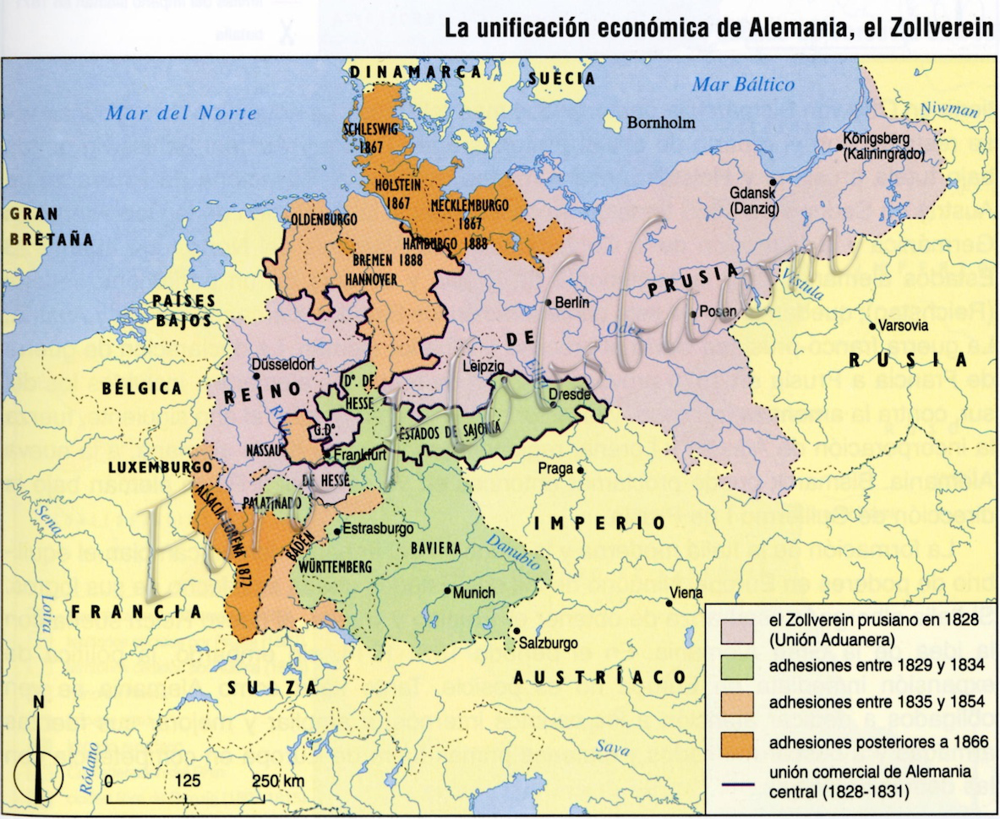 La unificación económica de Alemania, el Zollverein
DINAMARCA
SUECIA
Mar Báltico
Mar del Norte
Niwman
Bornholm
SCHLESWIG
1867
Königsberg
(Kaliningrado)
HOLSTEIN
1867
Gdansk
(Danzig)
MECKLEMBURGO
1867
GRAN
BRETAÑA
OLDENBURGO
HAMBURGO 1888
BREMEN 1888
HANNOVER
PRUSIA
Vístula
PAÍSES
BAJOS
Berlín
Posen
Varsovia
Oder
DE
RUSIA
Düsseldorf
Leipzig
BÉLGICA
REINO
Dº. DE
HESSE
Dresde
G.Dº.
ESTADOS DE SAJONIA
NASSAU
Frankfurt
LUXEMBURGO
DE HESSE
Praga
ALSACIA-LORENA 1872
PALATINADO
Sena
Estrasburgo
IMPERIO
BADEN
WÜRTTEMBERG
BAVIERA
Danubio
Munich
Viena
FRANCIA
Loira
Salzburgo
SUIZA
AUSTRÍACO
Sava
Ródano
N
0 125 250 km
el Zollverein prusiano en 1828
(Unión Aduanera)
adhesiones entre 1829 y 1834
adhesiones entre 1835 y 1854
adhesiones posteriores a 1866
unión comercial de Alemania
central (1828-1831)